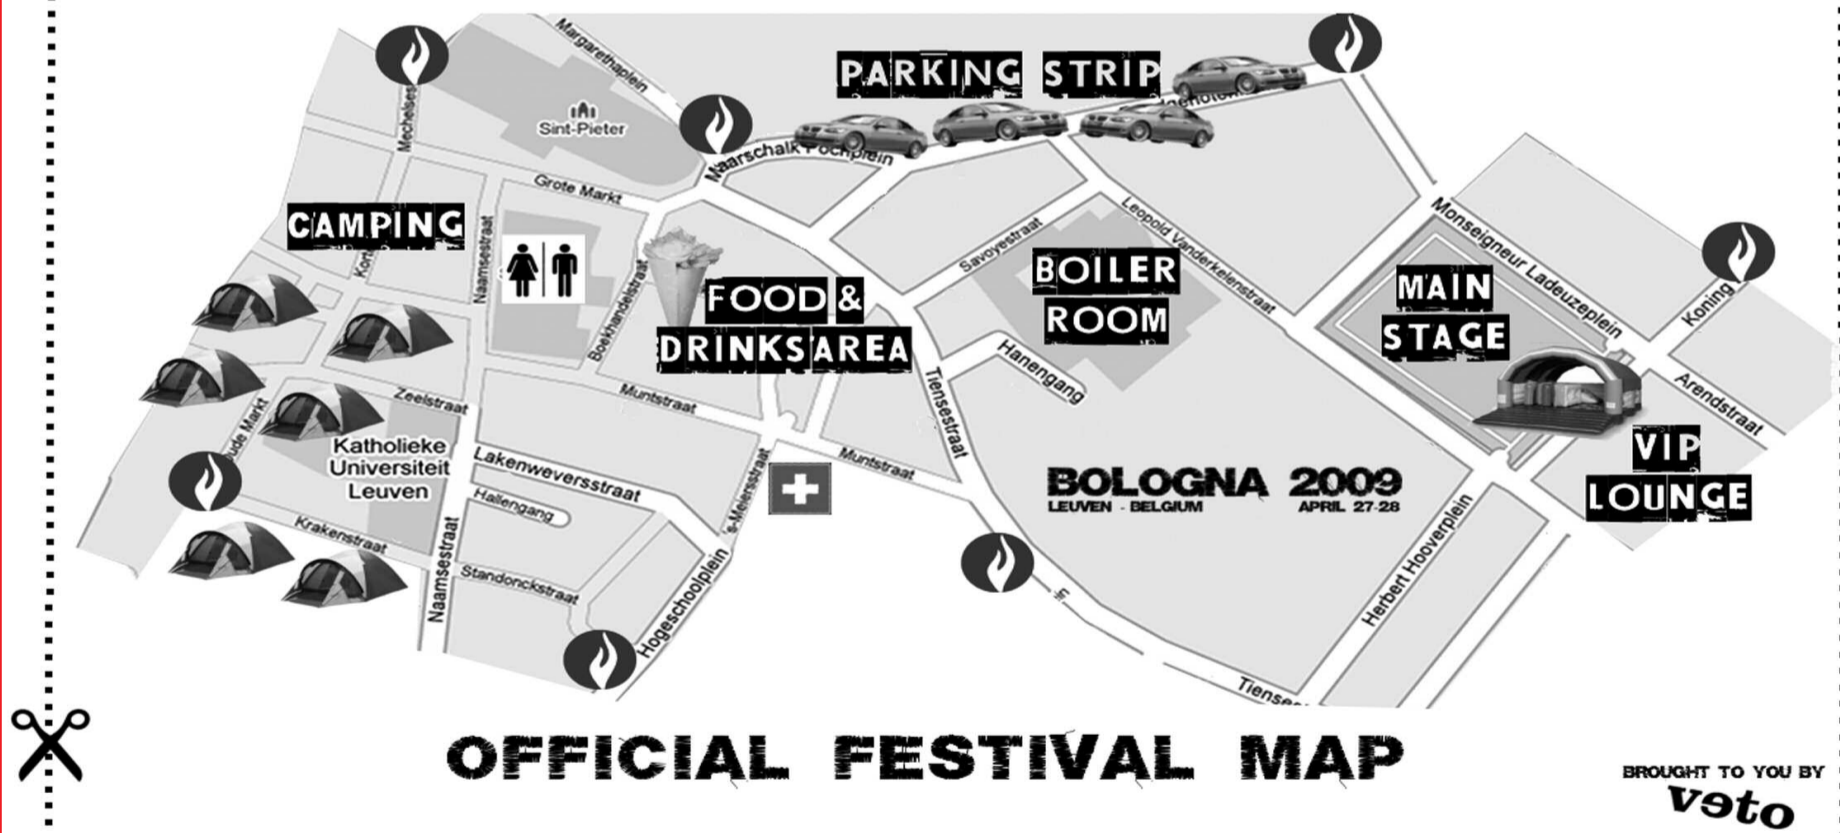 Margarethaplein
PARKING STRIP
Mechelses
Sint-Pieter
Maarschalk Fochplein
Grote Markt
CAMPING
Naamsestraat
Savoyestraat
Leopold Vanderkelenstraat
Monseigneur Ladeuzeplein
Koning
BOILER
ROOM
MAIN
STAGE
FOOD &
DRINKS AREA
Boekhandelstraat
Hanengang
Tiensestraat
Arendstraat
Zeelstraat
Muntstraat
Katholieke
Universiteit
Leuven
Lakenweversstraat
Hallengang
's-Meiersstraat
Muntstraat
VIP
LOUNGE
BOLOGNA 2009
LEUVEN - BELGIUM APRIL 27-28
Krakenstraat
Naamsestraat
Standonckstraat
Hogeschoolplein
Herbert Hooverplein
OFFICIAL FESTIVAL MAP
BROUGHT TO YOU BY
veto